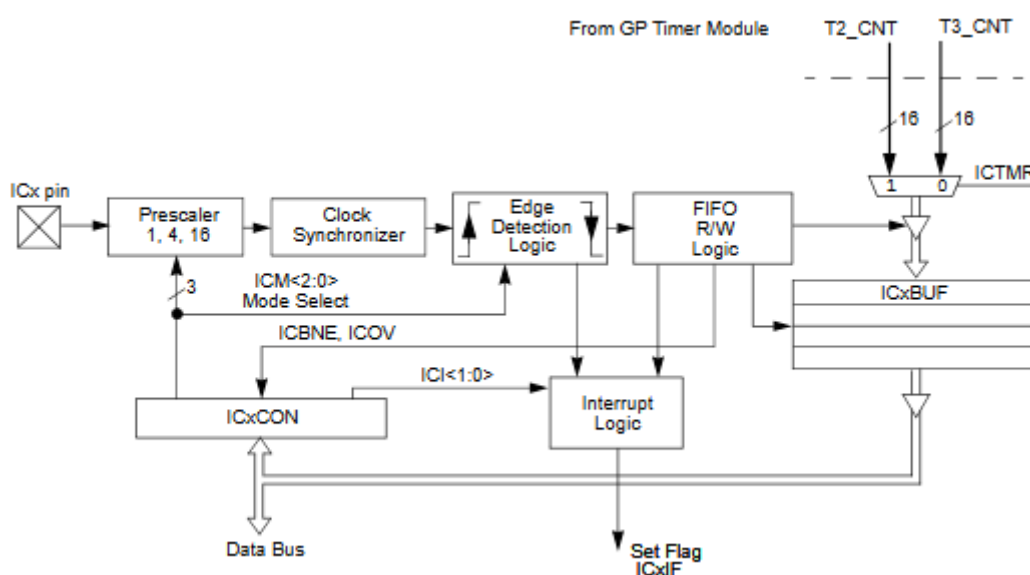 From GP Timer Module
T2_CNT
T3_CNT
16
16
ICx pin
1
0
ICTMR
Prescaler
1, 4, 16
Clock
Synchronizer
Edge
Detection
Logic
FIFO
R/W
Logic
3
ICM<2:0>
Mode Select
ICxBUF
ICBNE, ICOV
ICI<1:0>
ICxCON
Interrupt
Logic
Data Bus
Set Flag
ICxIF